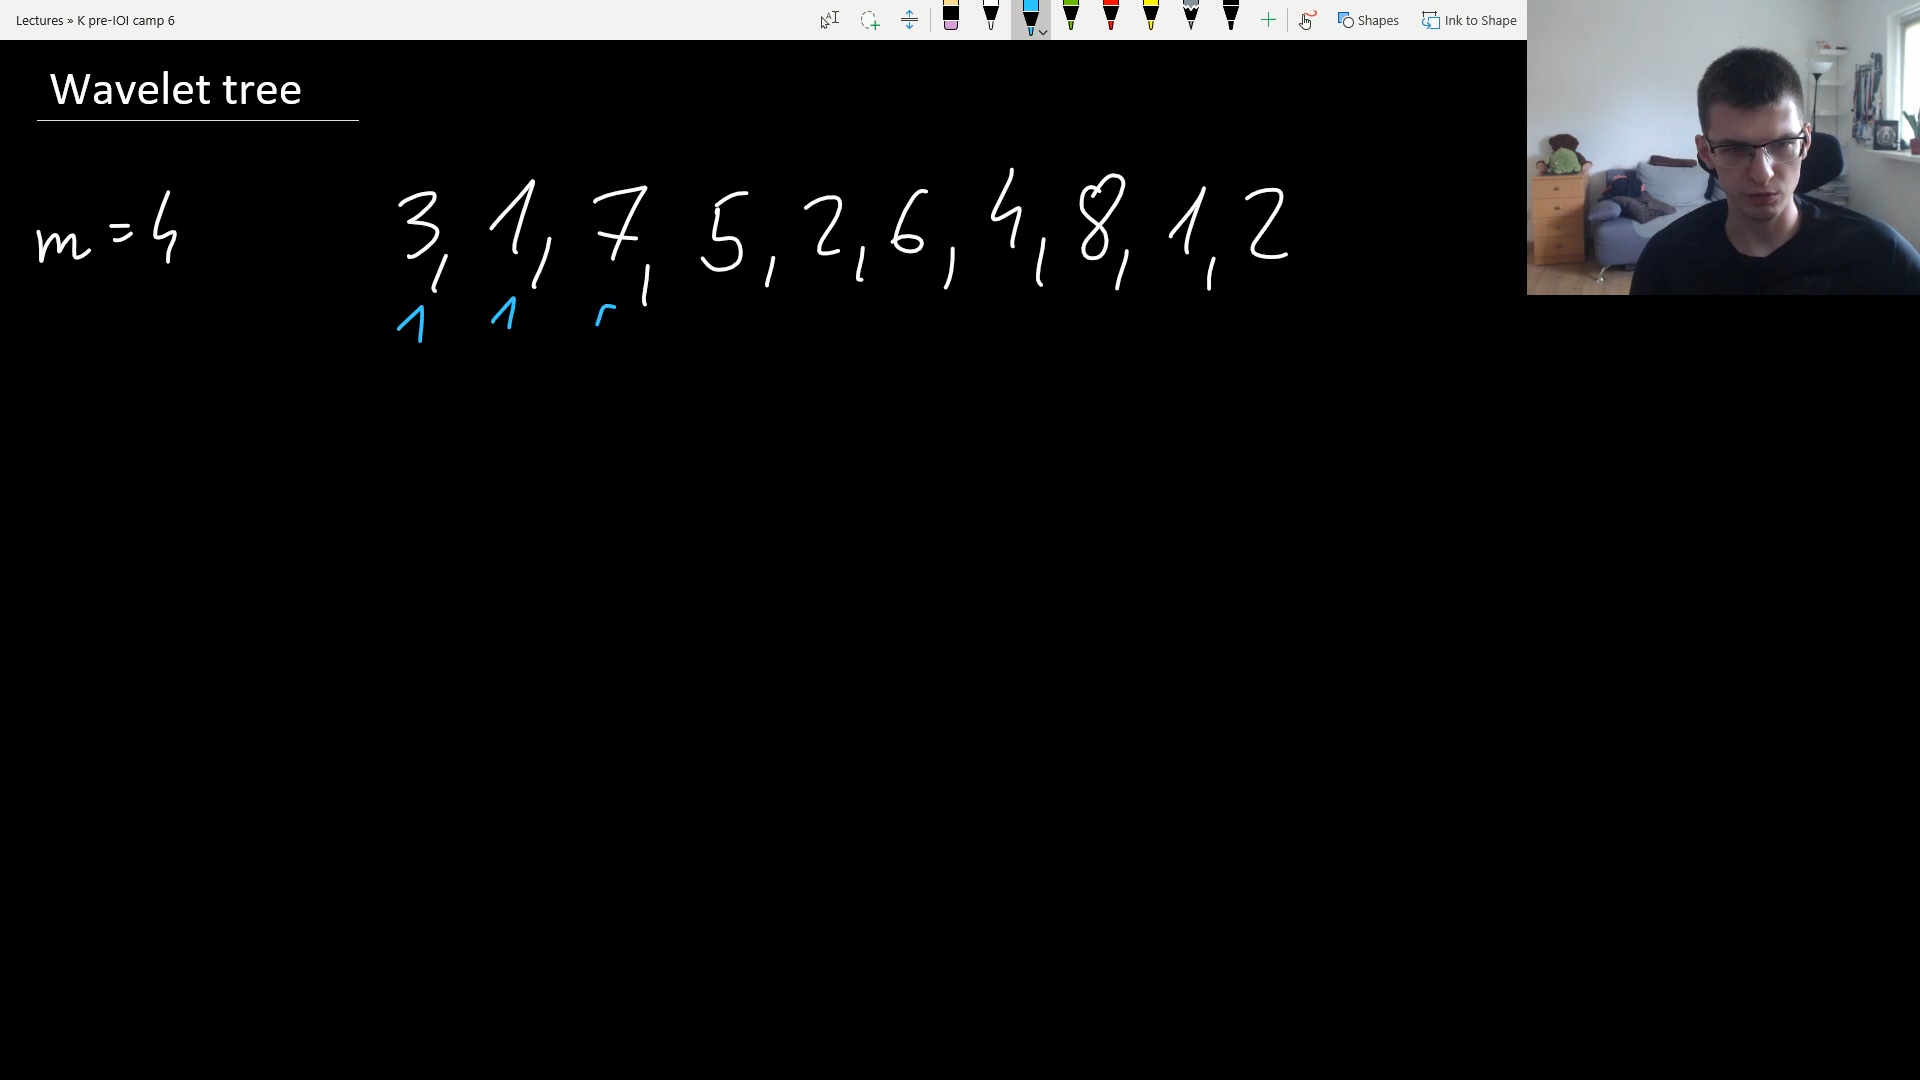 Lectures » K pre-IOI camp 6
Shapes
Ink to Shape
Wavelet tree
m = 4
3, 1, 7, 5, 2, 6, 4, 8, 1, 2
1 1